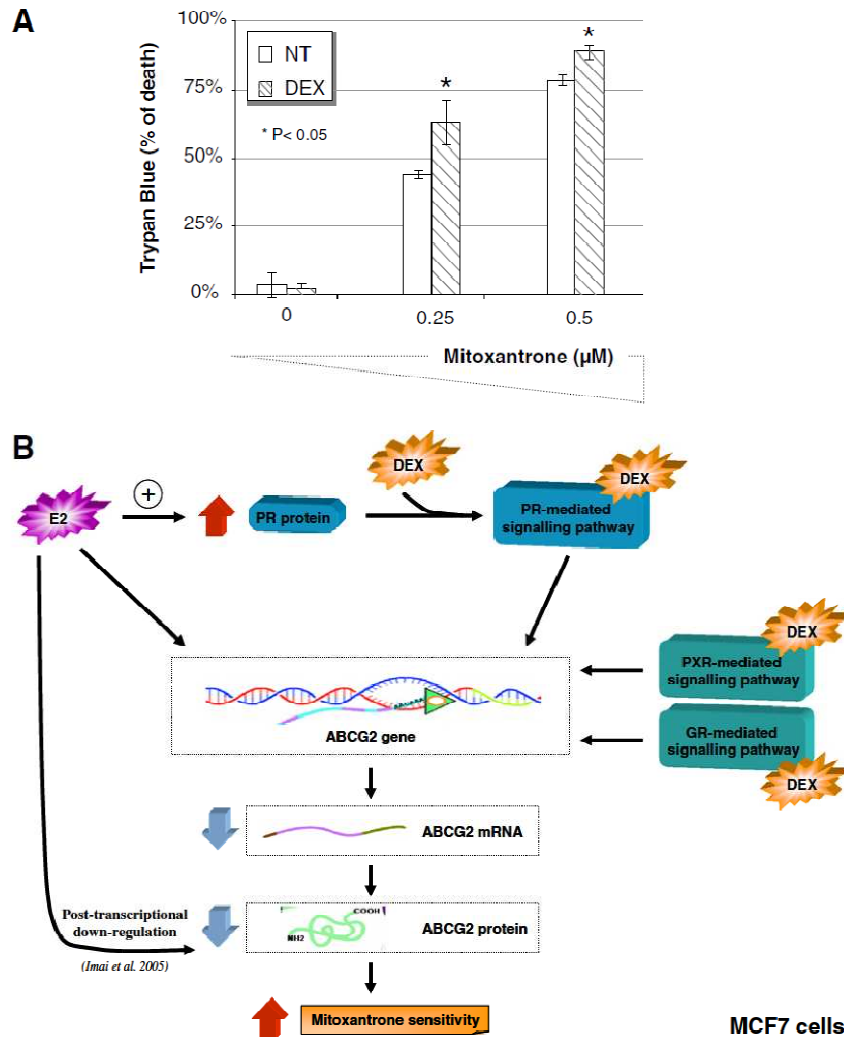 A
100%
75%
50%
25%
0%
Trypan Blue (% of death)
NT
DEX
* P< 0.05
*
*
0
0.25
0.5
Mitoxantrone (µM)
B
E2
+
PR protein
DEX
DEX
PR-mediated
signalling pathway
DEX
PXR-mediated
signalling pathway
GR-mediated
signalling pathway
DEX
ABCG2 gene
ABCG2 mRNA
Post-transcriptional
down-regulation
(Imai et al. 2005)
COOH
NH2
ABCG2 protein
Mitoxantrone sensitivity
MCF7 cells